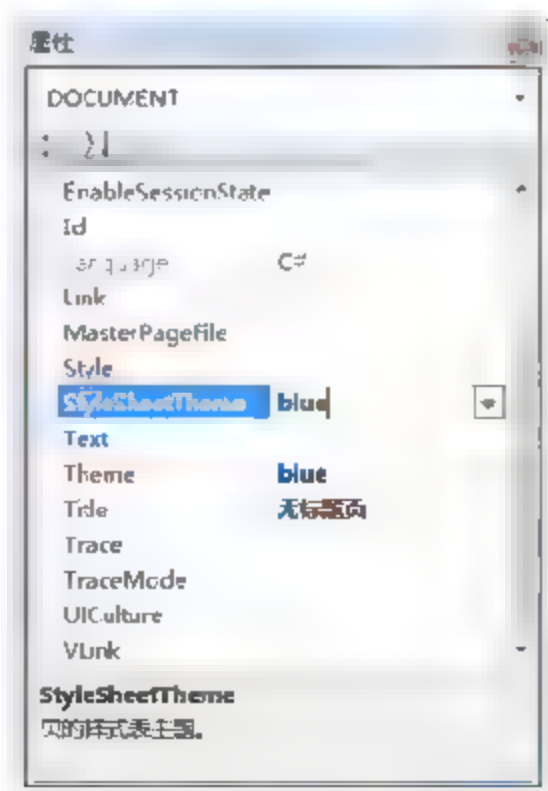 属性
DOCUMENT
EnableSessionState
Id
Language C#
Link
MasterPageFile
Style
StyleSheetTheme blue
Text
Theme blue
Title 无标题页
Trace
TraceMode
UICulture
VLink
StyleSheetTheme
页的样式表主题。